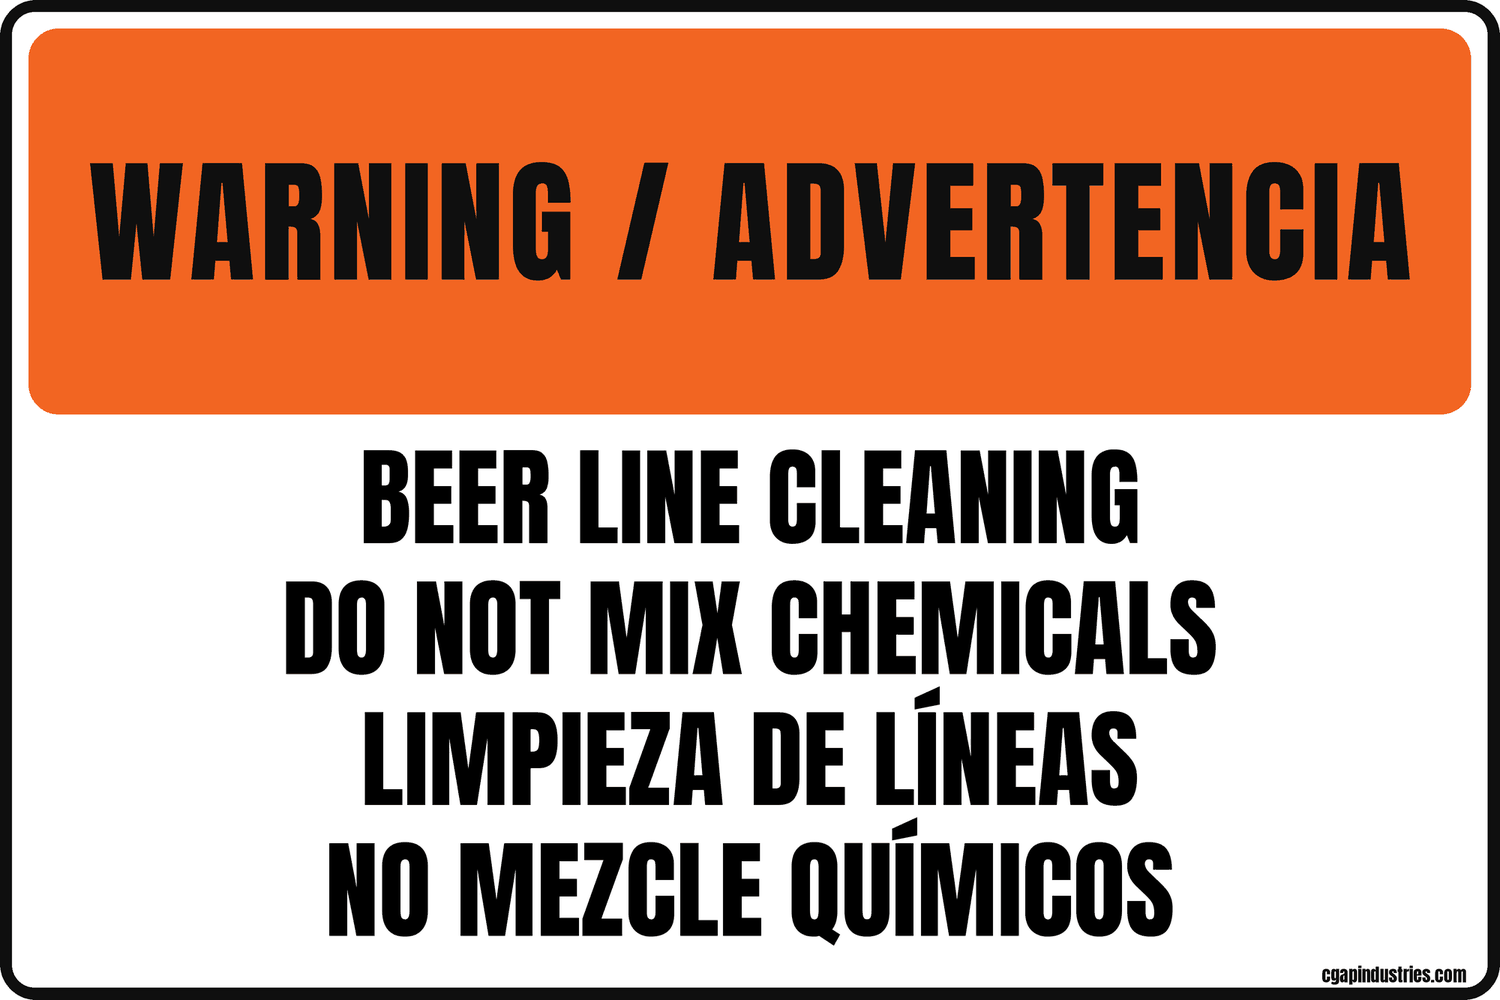 WARNING / ADVERTENCIA
BEER LINE CLEANING
DO NOT MIX CHEMICALS
LIMPIEZA DE LÍNEAS
NO MEZCLE QUÍMICOS
cgapindustries.com